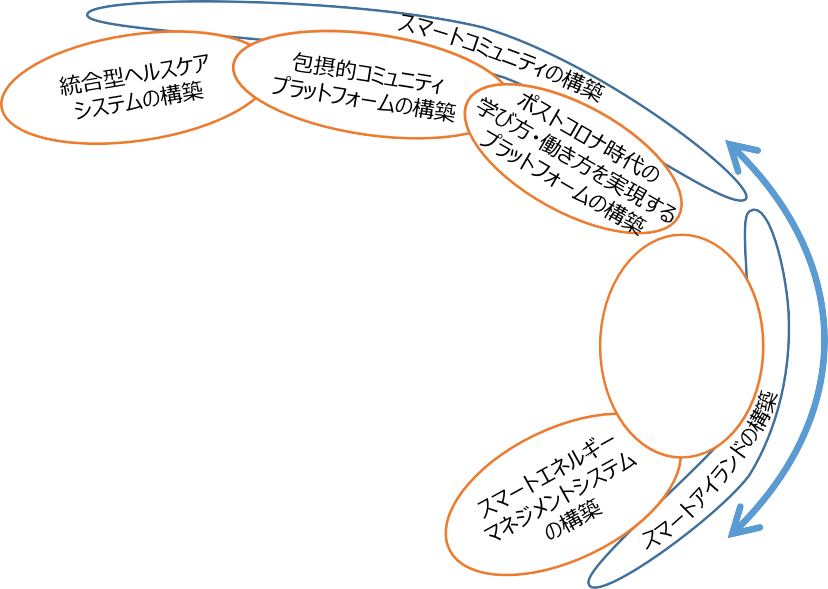 スマートコミュニティの構築
統合型ヘルスケア
システムの構築
包摂的コミュニティ
プラットフォームの構築
ポストコロナ時代の
学び方・働き方を実現する
プラットフォームの構築
スマートエネルギー
マネジメントシステム
の構築
スマートアイランドの構築